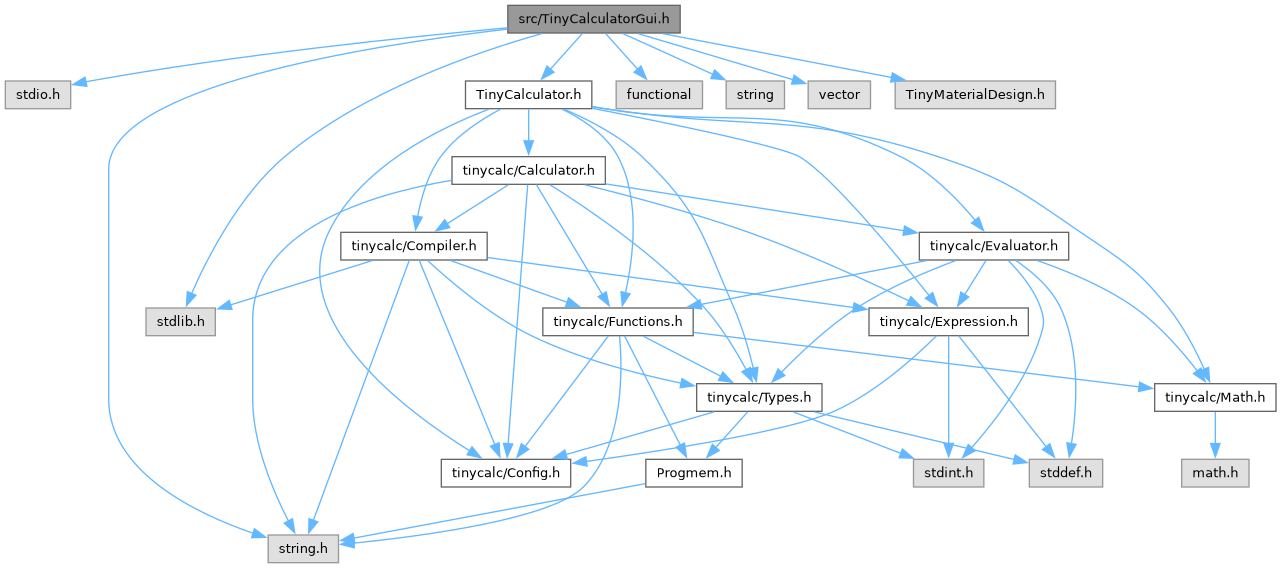 src/TinyCalculatorGui.h
stdio.h
TinyCalculator.h
functional
string
vector
TinyMaterialDesign.h
tinycalc/Calculator.h
tinycalc/Compiler.h
tinycalc/Evaluator.h
stdlib.h
tinycalc/Functions.h
tinycalc/Expression.h
tinycalc/Types.h
tinycalc/Math.h
tinycalc/Config.h
Progmem.h
stdint.h
stddef.h
math.h
string.h